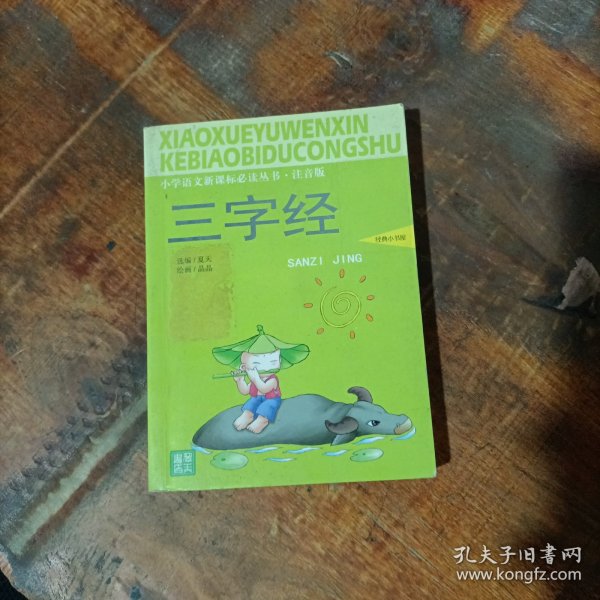 XIAOXUEYUWENXIN
KEBIAOBIDUCONGSHU
小学语文新课标必读丛书·注音版
三字经
经典小书屋
选编/夏天
绘画/晶晶
SANZI JING
孔夫子旧书网
www.kongfz.com